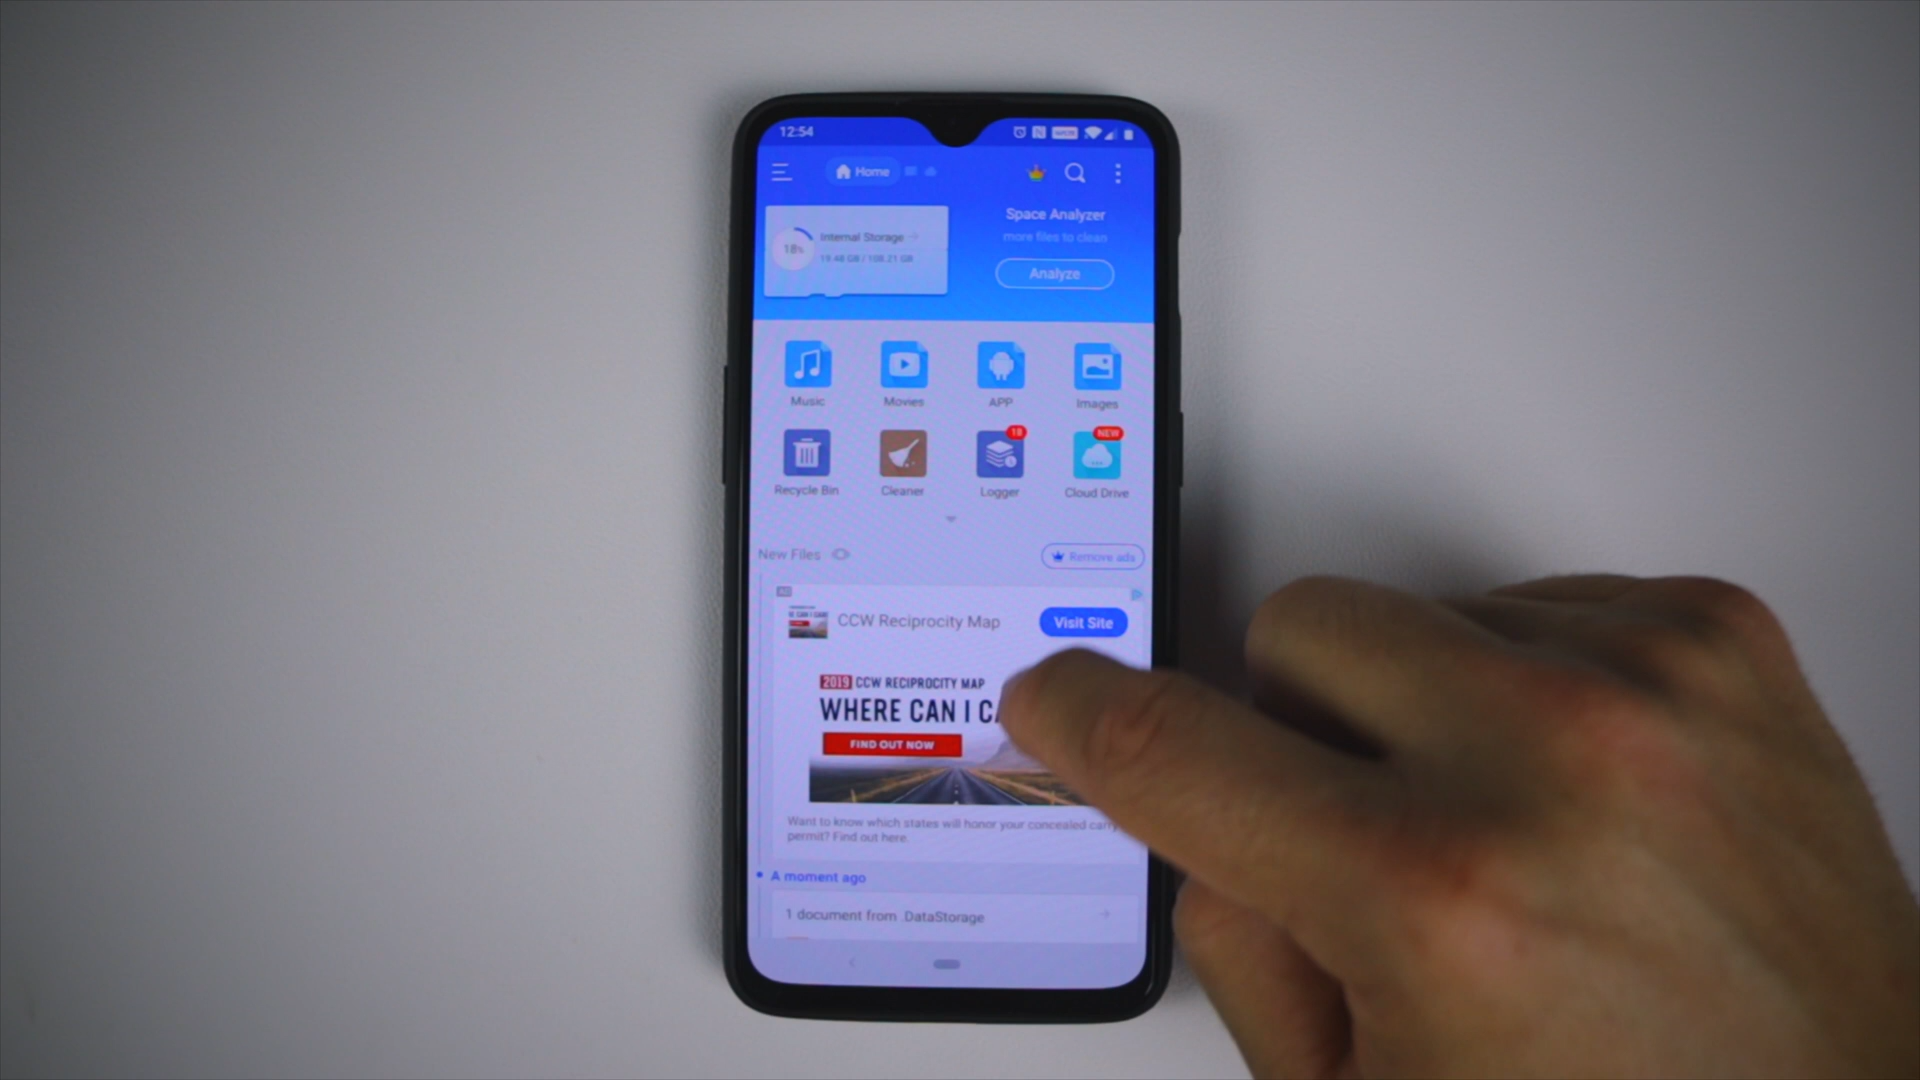 12:54
Home
Space Analyzer
more files to clean
Analyze
18%
Internal Storage
19.48 GB / 108.21 GB
Music
Movies
APP
Images
Recycle Bin
Cleaner
18
Logger
NEW
Cloud Drive
New Files
Remove ads
AD
CCW Reciprocity Map
Visit Site
2019 CCW RECIPROCITY MAP
WHERE CAN I
FIND OUT NOW
Want to know which states will honor your concealed carry
permit? Find out here.
A moment ago
1 document from .DataStorage